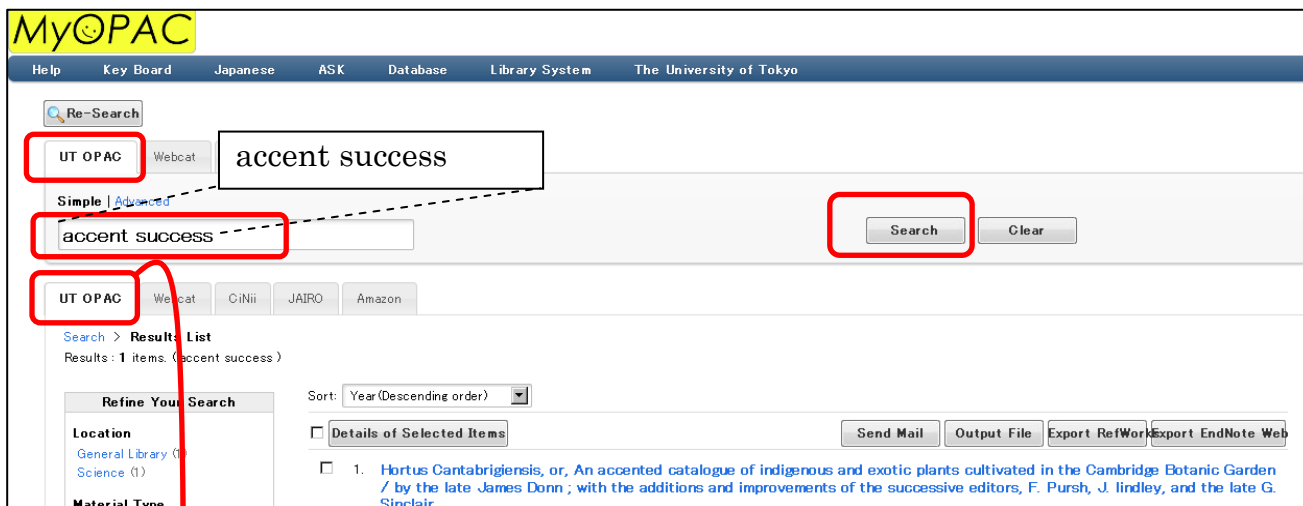 MyOPAC
Help Key Board Japanese ASK Database Library System The University of Tokyo
Re-Search
UT OPAC Webcat
accent success
Simple | Advanced
accent success
Search Clear
UT OPAC Webcat CiNii JAIRO Amazon
Search > Results List
Results : 1 items. (accent success )
Refine Your Search
Sort: Year(Descending order)
Location
Details of Selected Items Send Mail Output File Export RefWorks Export EndNote Web
General Library (1)
Science (1)
1. Hortus Cantabrigiensis, or, An accented catalogue of indigenous and exotic plants cultivated in the Cambridge Botanic Garden
/ by the late James Donn ; with the additions and improvements of the successive editors, F. Pursh, J. lindley, and the late G.
Sinclair
Material Type